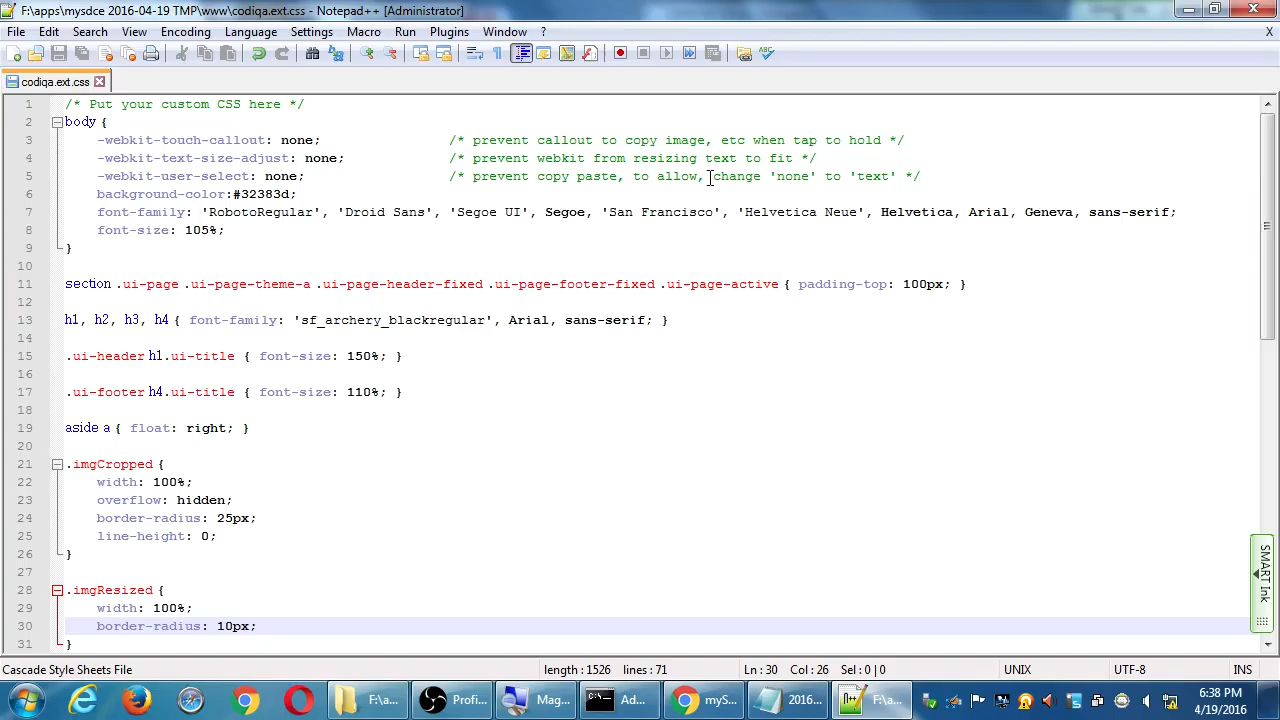 F:\apps\mysdce 2016-04-19 TMP\www\codiqa.ext.css - Notepad++ [Administrator]
File Edit Search View Encoding Language Settings Macro Run Plugins Window X
codiqa.ext.css
1 /* Put your custom CSS here */
2 body {
3 -webkit-touch-callout: none; /* prevent callout to copy image, etc when tap to hold */
4 -webkit-text-size-adjust: none; /* prevent webkit from resizing text to fit */
5 -webkit-user-select: none; /* prevent copy paste, to allow, change 'none' to 'text' */
6 background-color:#32383d;
7 font-family: 'RobotoRegular', 'Droid Sans', 'Segoe UI', Segoe, 'San Francisco', 'Helvetica Neue', Helvetica, Arial, Geneva, sans-serif;
8 font-size: 105%;
9 }
10
11 section .ui-page .ui-page-theme-a .ui-page-header-fixed .ui-page-footer-fixed .ui-page-active { padding-top: 100px; }
12
13 h1, h2, h3, h4 { font-family: 'sf_archery_blackregular', Arial, sans-serif; }
14
15 .ui-header h1.ui-title { font-size: 150%; }
16
17 .ui-footer h4.ui-title { font-size: 110%; }
18
19 aside a { float: right; }
20
21 .imgCropped {
22 width: 100%;
23 overflow: hidden;
24 border-radius: 25px;
25 line-height: 0;
26 }
27
28 .imgResized {
29 width: 100%;
30 border-radius: 10px;
31 }
SMART Ink
Cascade Style Sheets File length : 1526 lines : 71 Ln : 30 Col : 26 Sel : 0 | 0 UNIX UTF-8 INS
F:\a... Profi... Mag... Ad... myS... 2016... F:\a... 6:38 PM
4/19/2016